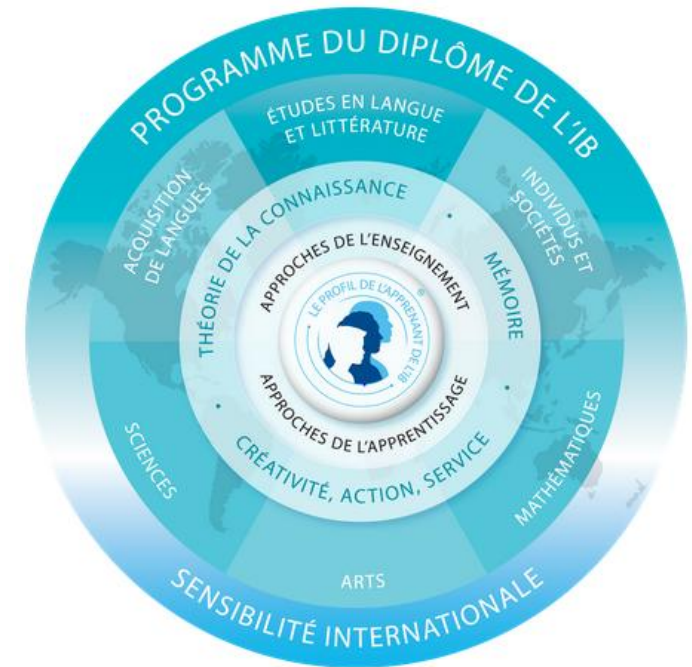 PROGRAMME DU DIPLÔME DE L'IB
ÉTUDES EN LANGUE
ET LITTÉRATURE
ACQUISITION
DE LANGUES
INDIVIDUS ET
SOCIÉTÉS
THÉORIE DE LA CONNAISSANCE
MÉMOIRE
APPROCHES DE L'ENSEIGNEMENT
LE PROFIL DE L'APPRENANT DE L'IB
®
APPROCHES DE L'APPRENTISSAGE
CRÉATIVITÉ, ACTION, SERVICE
SCIENCES
MATHÉMATIQUES
ARTS
SENSIBILITÉ INTERNATIONALE